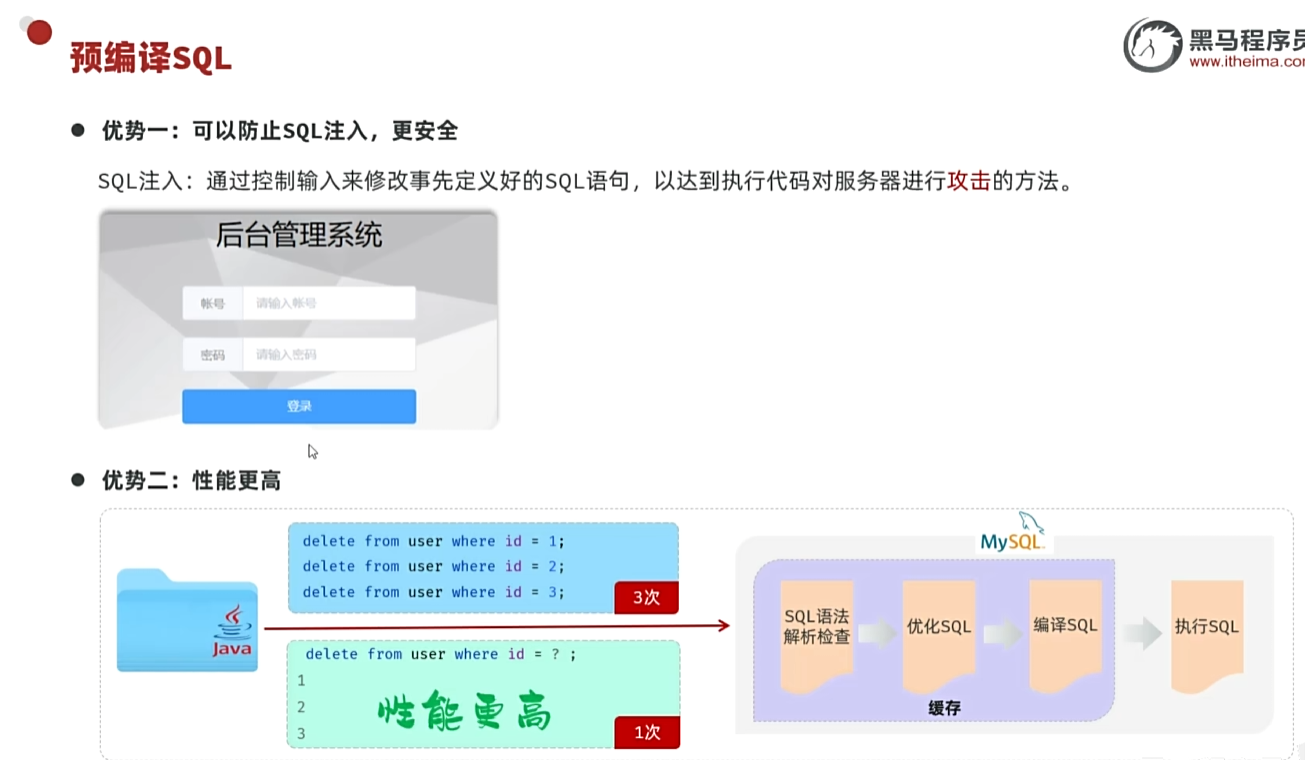 预编译SQL
黑马程序员
www.itheima.co
优势一：可以防止SQL注入，更安全
SQL注入：通过控制输入来修改事先定义好的SQL语句，以达到执行代码对服务器进行攻击的方法。
后台管理系统
帐号 请输入帐号
密码 请输入密码
登录
优势二：性能更高
delete from user where id = 1;
delete from user where id = 2;
delete from user where id = 3;
3次
Java
delete from user where id = ? ;
1
2
3
性能更高
1次
MySQL
SQL语法
解析检查
优化SQL
编译SQL
执行SQL
缓存